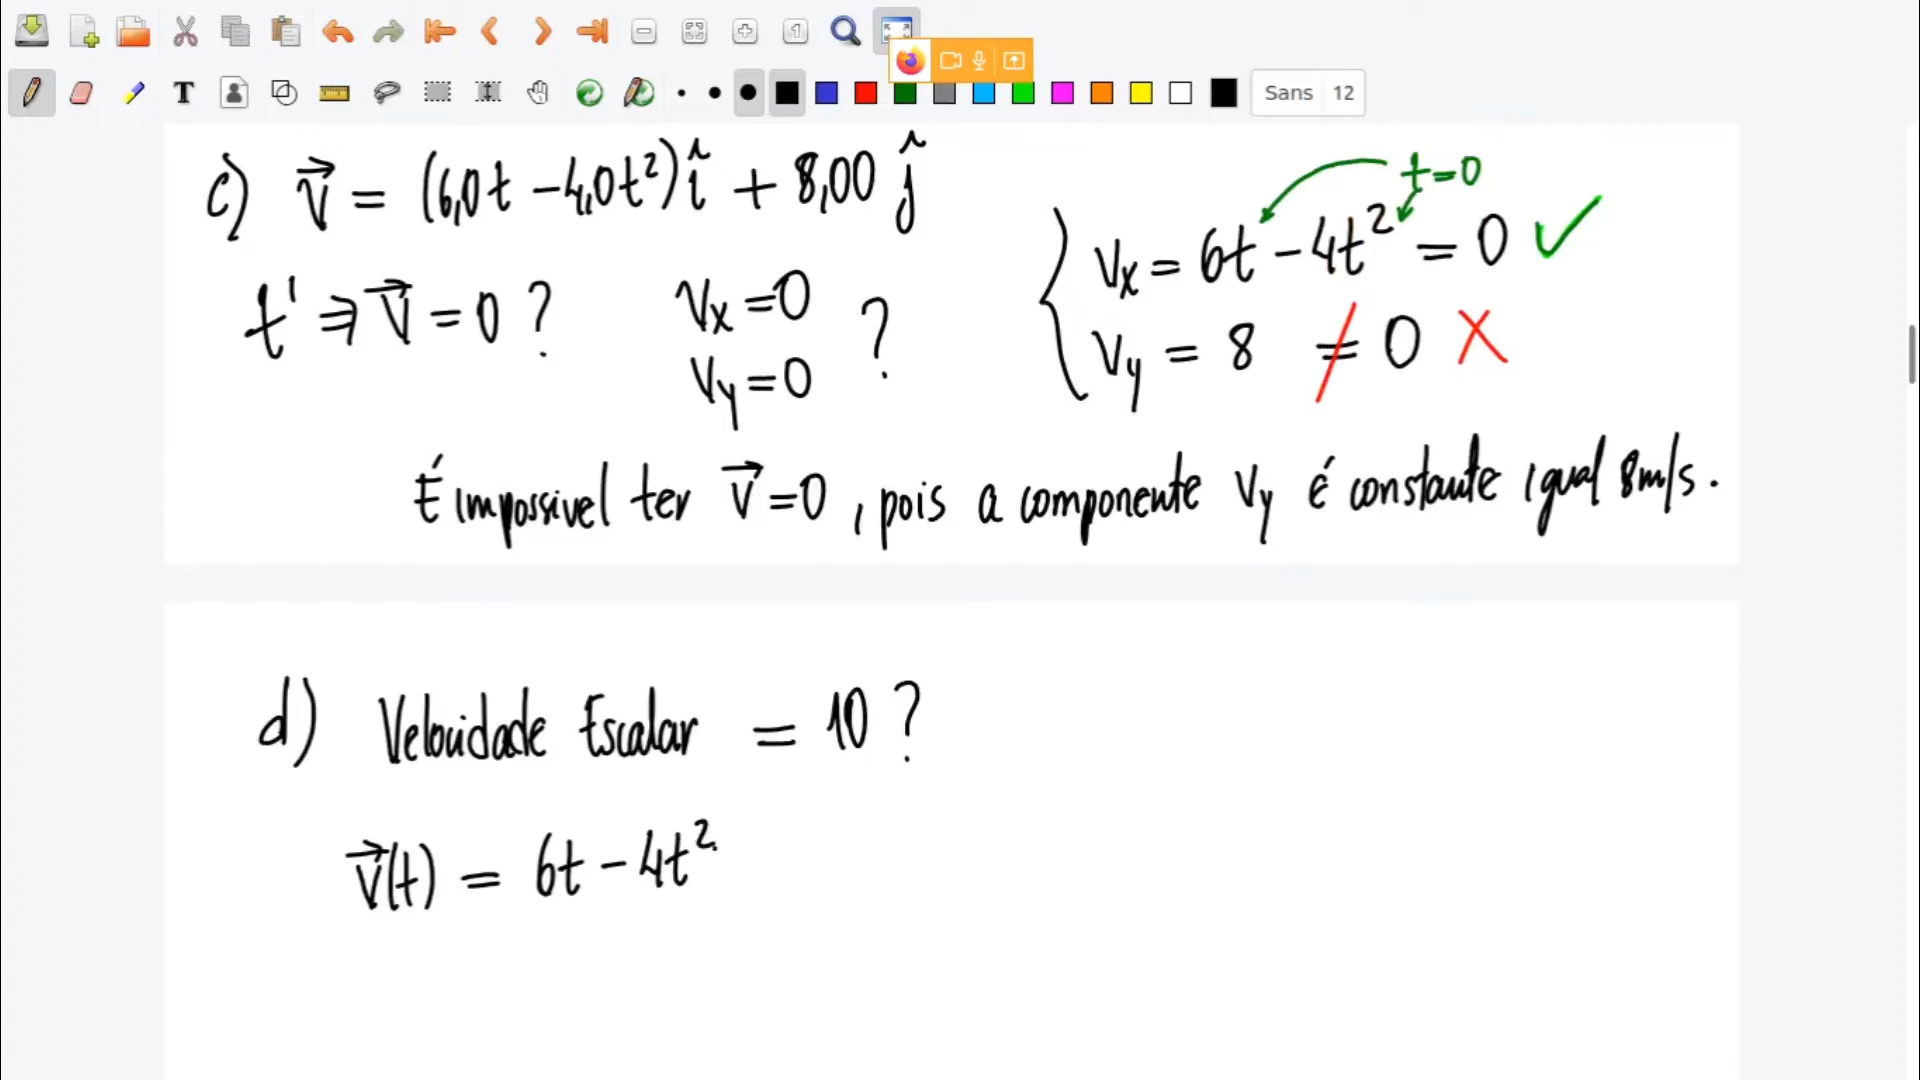 T
Sans 12
c) v⃗ = (6,0t − 4,0t²) î + 8,00 ĵ
t=0
Vx = 6t − 4t² = 0 ✓
t' ⇒ v⃗ = 0 ? Vx = 0 ?
Vy = 0
Vy = 8 ≠ 0 X
É impossivel ter v⃗ = 0 , pois a componente Vy é constante igual 8m/s.
d) Velocidade Escalar = 10 ?
v⃗(t) = 6t − 4t²